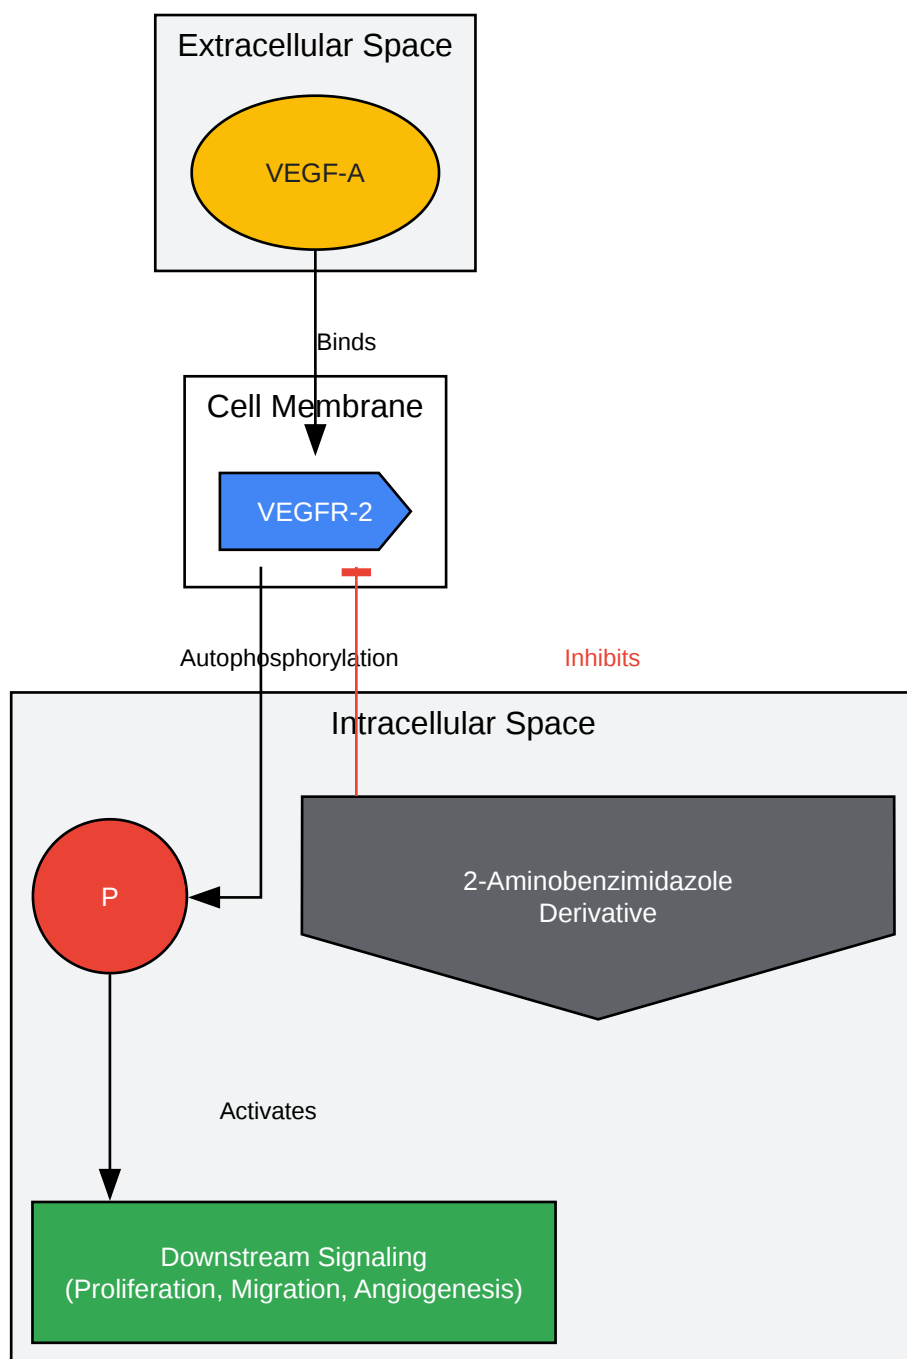 Extracellular Space
VEGF-A
Binds
Cell Membrane
VEGFR-2
Autophosphorylation
Inhibits
Intracellular Space
P
2-Aminobenzimidazole
Derivative
Activates
Downstream Signaling
(Proliferation, Migration, Angiogenesis)